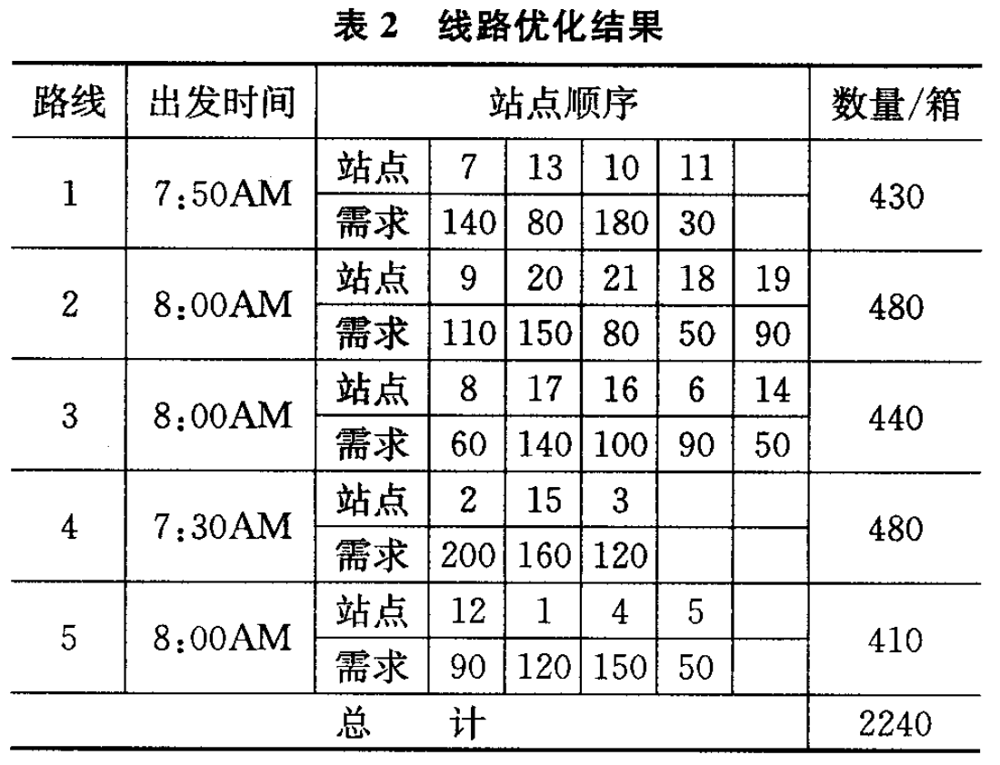 表 2 线路优化结果
路线 出发时间 站点顺序 数量/箱
1 7:50AM 站点 7 13 10 11 430
需求 140 80 180 30
2 8:00AM 站点 9 20 21 18 19 480
需求 110 150 80 50 90
3 8:00AM 站点 8 17 16 6 14 440
需求 60 140 100 90 50
4 7:30AM 站点 2 15 3 480
需求 200 160 120
5 8:00AM 站点 12 1 4 5 410
需求 90 120 150 50
总 计 2240